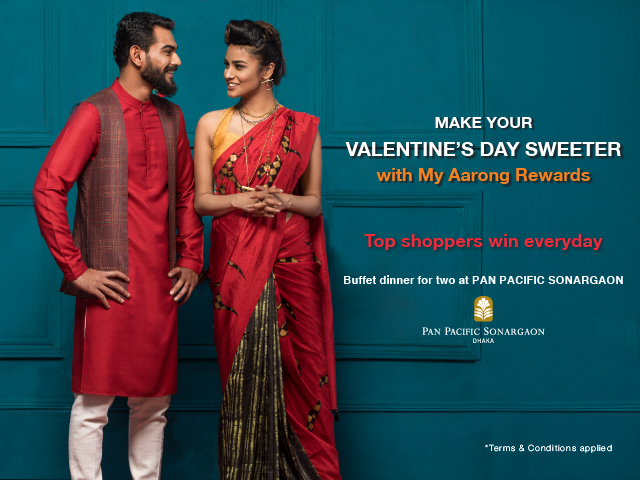 MAKE YOUR
VALENTINE'S DAY SWEETER
with My Aarong Rewards
Top shoppers win everyday
Buffet dinner for two at PAN PACIFIC SONARGAON
PAN PACIFIC SONARGAON
DHAKA
*Terms & Conditions applied